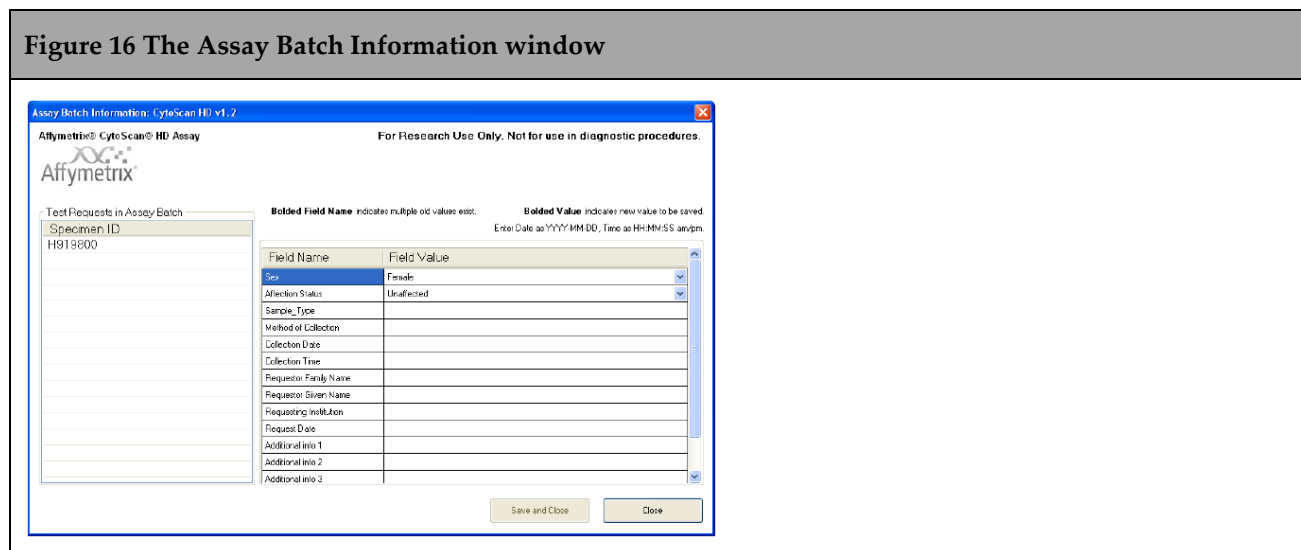 Figure 16 The Assay Batch Information window
Assay Batch Information: CytoScan HD v1.2
Affymetrix® CytoScan® HD Assay
For Research Use Only. Not for use in diagnostic procedures.
Affymetrix
Test Requests in Assay Batch
Bolded Field Name indicates multiple old values exist.
Bolded Value indicates new value to be saved.
Enter Date as YYYY-MM-DD, Time as HH:MM:SS am/pm.
Specimen ID
H919800
Field Name Field Value
Sex Female
Affection Status Unaffected
Sample_Type
Method of Collection
Collection Date
Collection Time
Requestor Family Name
Requestor Given Name
Requesting Institution
Request Date
Additional info 1
Additional info 2
Additional info 3
Save and Close Close